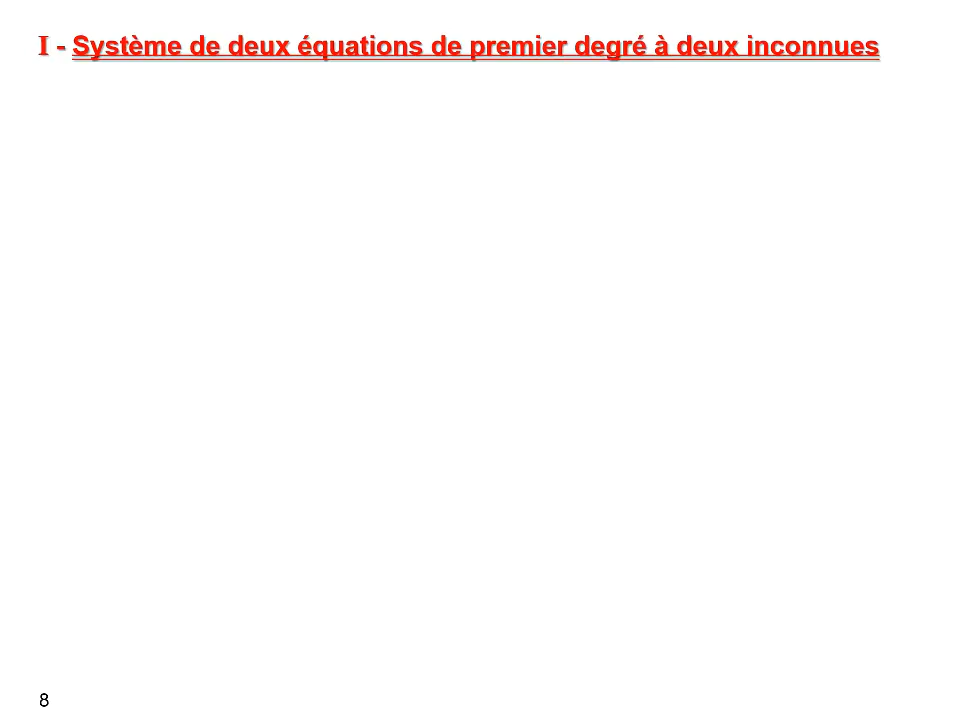 I - Système de deux équations de premier degré à deux inconnues
8